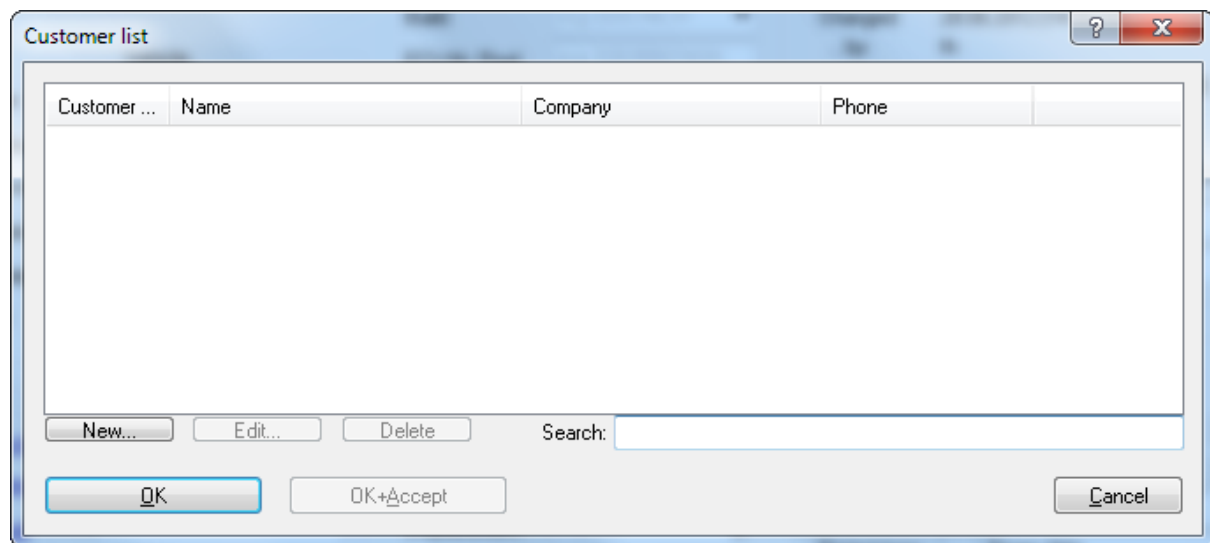 Customer list
?
Customer ... Name Company Phone
New... Edit... Delete Search:
OK OK+Accept Cancel